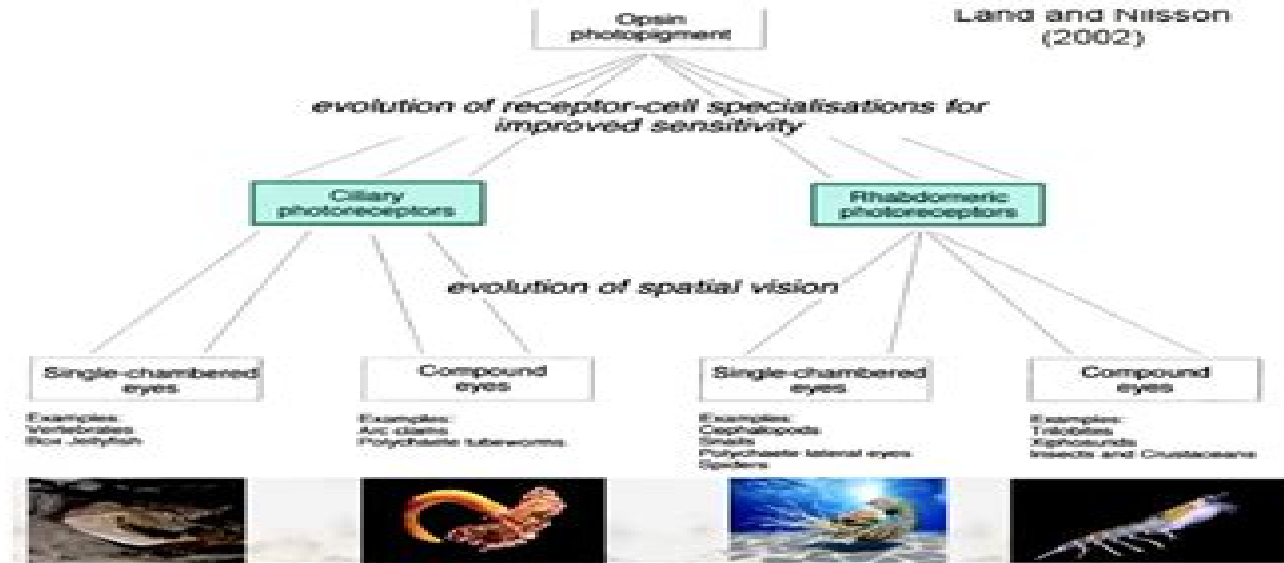 Opsin
photopigment
Land and Nilsson
(2002)
evolution of receptor-cell specialisations for
improved sensitivity
Ciliary
photoreceptors
Rhabdomeric
photoreceptors
evolution of spatial vision
Single-chambered
eyes
Compound
eyes
Single-chambered
eyes
Compound
eyes
Examples:
Vertebrates
Box Jellyfish
Examples:
Arc clams
Polychaete tubeworms
Examples:
Cephalopods
Snails
Polychaete lateral eyes
Spiders
Examples:
Trilobites
Xiphosurids
Insects and Crustaceans